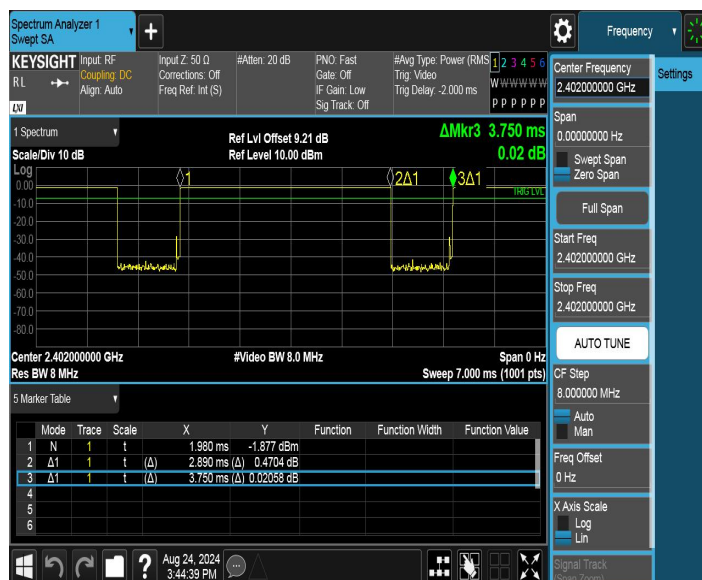 Spectrum Analyzer 1
Swept SA
+
Frequency
KEYSIGHT
RL
LXI
Input: RF
Coupling: DC
Align: Auto
Input Z: 50 Ω
Corrections: Off
Freq Ref: Int (S)
#Atten: 20 dB
PNO: Fast
Gate: Off
IF Gain: Low
Sig Track: Off
#Avg Type: Power (RMS
Trig: Video
Trig Delay: -2.000 ms
1 2 3 4 5 6
W W W W W W
P P P P P P
1 Spectrum
Scale/Div 10 dB
Ref Lvl Offset 9.21 dB
Ref Level 10.00 dBm
ΔMkr3 3.750 ms
0.02 dB
Log
0.00
-10.0
-20.0
-30.0
-40.0
-50.0
-60.0
-70.0
-80.0
1
2Δ1
3Δ1
TRIG LVL
Center 2.402000000 GHz
Res BW 8 MHz
#Video BW 8.0 MHz
Span 0 Hz
Sweep 7.000 ms (1001 pts)
5 Marker Table
Mode Trace Scale X Y Function Function Width Function Value
1 N 1 t 1.980 ms -1.877 dBm
2 Δ1 1 t (Δ) 2.890 ms (Δ) 0.4704 dB
3 Δ1 1 t (Δ) 3.750 ms (Δ) 0.02058 dB
4
5
6
Aug 24, 2024
3:44:39 PM
Center Frequency
2.402000000 GHz
Settings
Span
0.00000000 Hz
Swept Span
Zero Span
Full Span
Start Freq
2.402000000 GHz
Stop Freq
2.402000000 GHz
AUTO TUNE
CF Step
8.000000 MHz
Auto
Man
Freq Offset
0 Hz
X Axis Scale
Log
Lin
Signal Track
(Span Zoom)